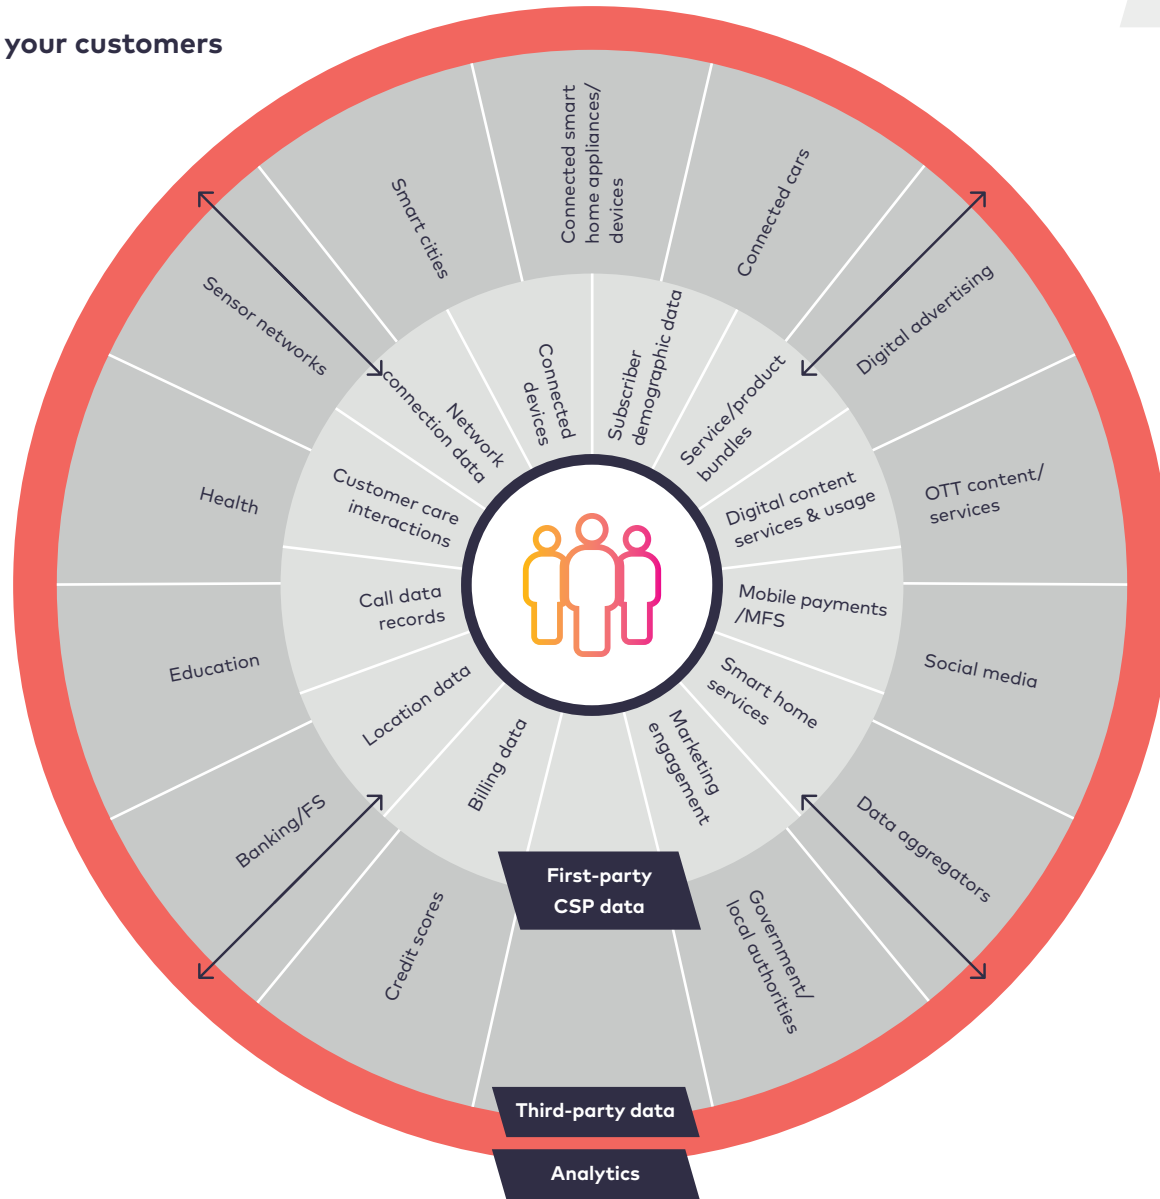 your customers
Connected smart
home appliances/
devices
Connected cars
Digital advertising
OTT content/
services
Social media
Data aggregators
Government/
local authorities
Credit scores
Banking/FS
Education
Health
Sensor networks
Smart cities
Subscriber
demographic data
Service/product
bundles
Digital content
services & usage
Mobile payments
/MFS
Smart home
services
Marketing
engagement
Billing data
Location data
Call data
records
Customer care
interactions
Network
connection data
Connected
devices
First-party
CSP data
Third-party data
Analytics